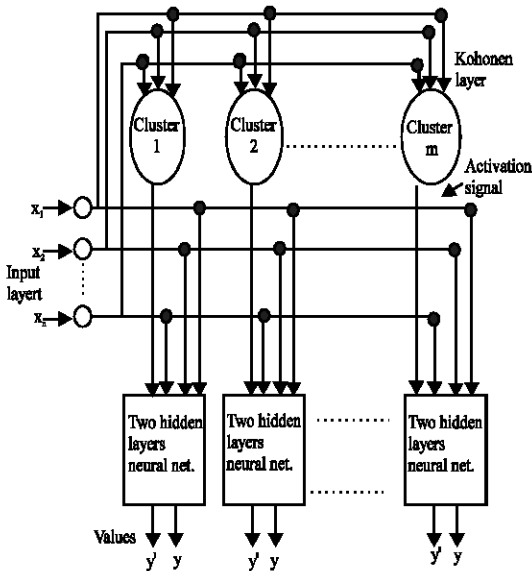 Kohonen
layer
Cluster
1
Cluster
2
Cluster
m
Activation
signal
x₁
x₂
Input
layert
xₙ
Two hidden
layers
neural net.
Two hidden
layers
neural net.
Two hidden
layers
neural net.
Values
y' y
y' y
y' y